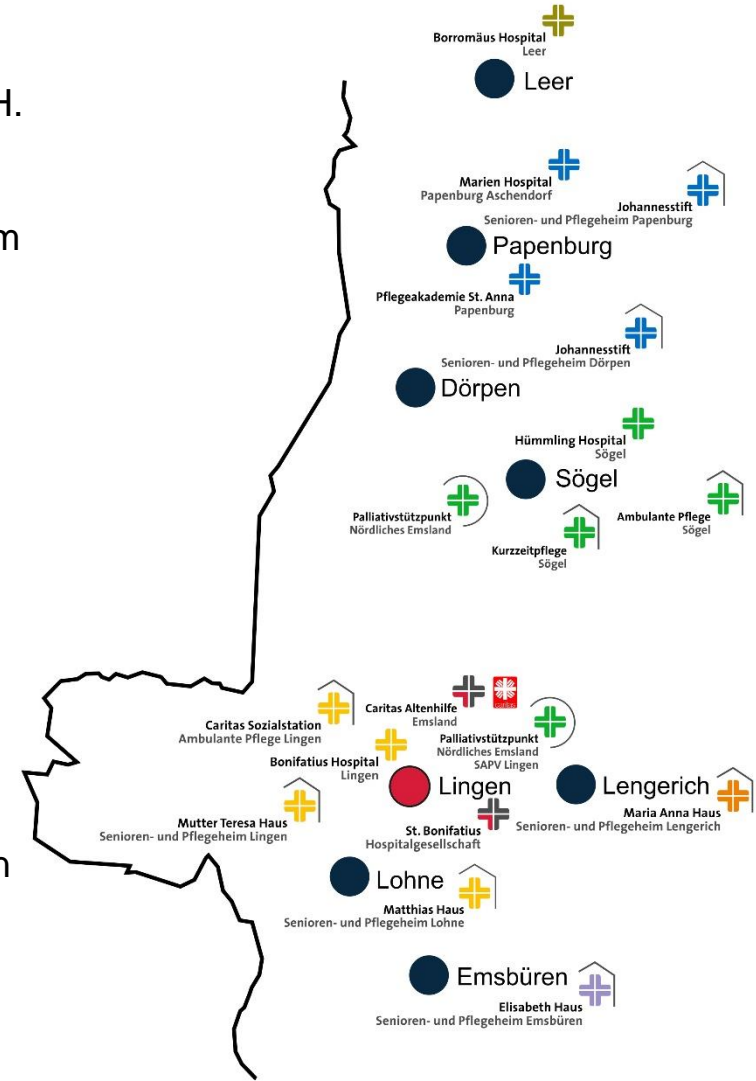 Borromäus Hospital
Leer
Leer
H.
Marien Hospital
Papenburg Aschendorf
Johannesstift
Senioren- und Pflegeheim Papenburg
m
Papenburg
Pflegeakademie St. Anna
Papenburg
Johannesstift
Senioren- und Pflegeheim Dörpen
Dörpen
Hümmling Hospital
Sögel
Sögel
Palliativstützpunkt
Nördliches Emsland
Ambulante Pflege
Sögel
Kurzzeitpflege
Sögel
Caritas Sozialstation
Ambulante Pflege Lingen
Caritas Altenhilfe
Emsland
caritas
Palliativstützpunkt
Nördliches Emsland
SAPV Lingen
Bonifatius Hospital
Lingen
Lingen
Lengerich
Maria Anna Haus
Senioren- und Pflegeheim Lengerich
Mutter Teresa Haus
Senioren- und Pflegeheim Lingen
St. Bonifatius
Hospitalgesellschaft
n
Lohne
Matthias Haus
Senioren- und Pflegeheim Lohne
Emsbüren
Elisabeth Haus
Senioren- und Pflegeheim Emsbüren